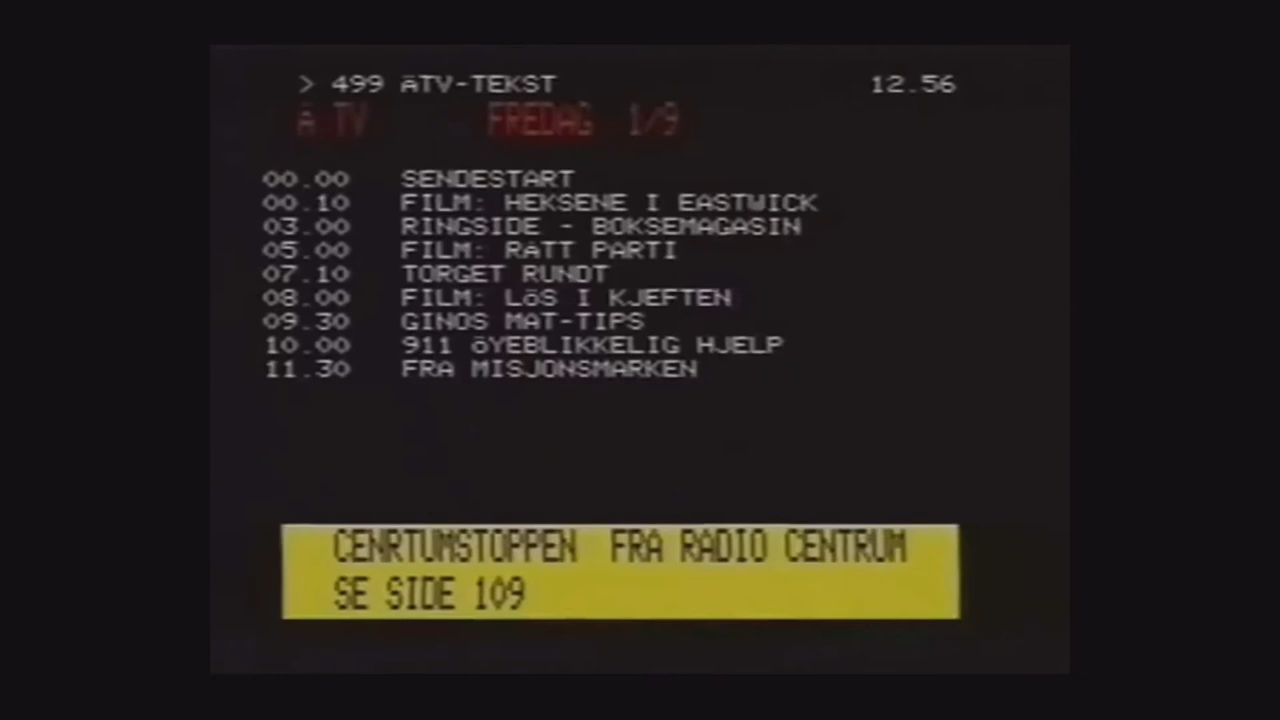 > 499 äTV-TEKST 12.56
Ä TV FREDAG 1/9
00.00 SENDESTART
00.10 FILM: HEKSENE I EASTWICK
03.00 RINGSIDE - BOKSEMAGASIN
05.00 FILM: RäTT PARTI
07.10 TORGET RUNDT
08.00 FILM: LöS I KJEFTEN
09.30 GINOS MAT-TIPS
10.00 911 öYEBLIKKELIG HJELP
11.30 FRA MISJONSMARKEN
CENRTUMSTOPPEN FRA RADIO CENTRUM
SE SIDE 109